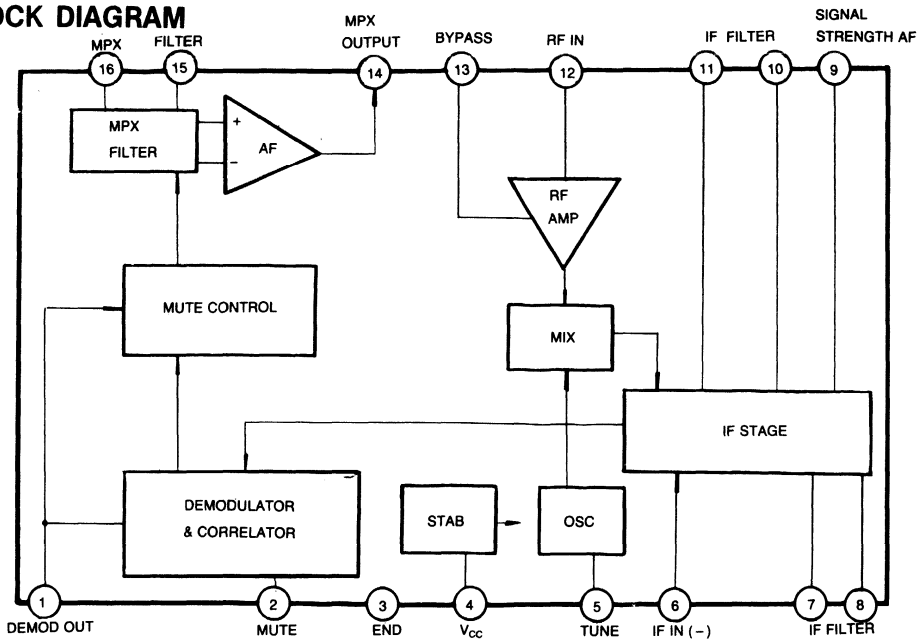 OCK DIAGRAM
MPX
FILTER
MPX
OUTPUT
BYPASS
RF IN
IF FILTER
SIGNAL
STRENGTH AF
16
15
14
13
12
11
10
9
MPX
FILTER
+
−
AF
RF
AMP
MUTE CONTROL
MIX
IF STAGE
DEMODULATOR
& CORRELATOR
STAB
OSC
1
2
3
4
5
6
7
8
DEMOD OUT
MUTE
END
VCC
TUNE
IF IN (−)
IF FILTER